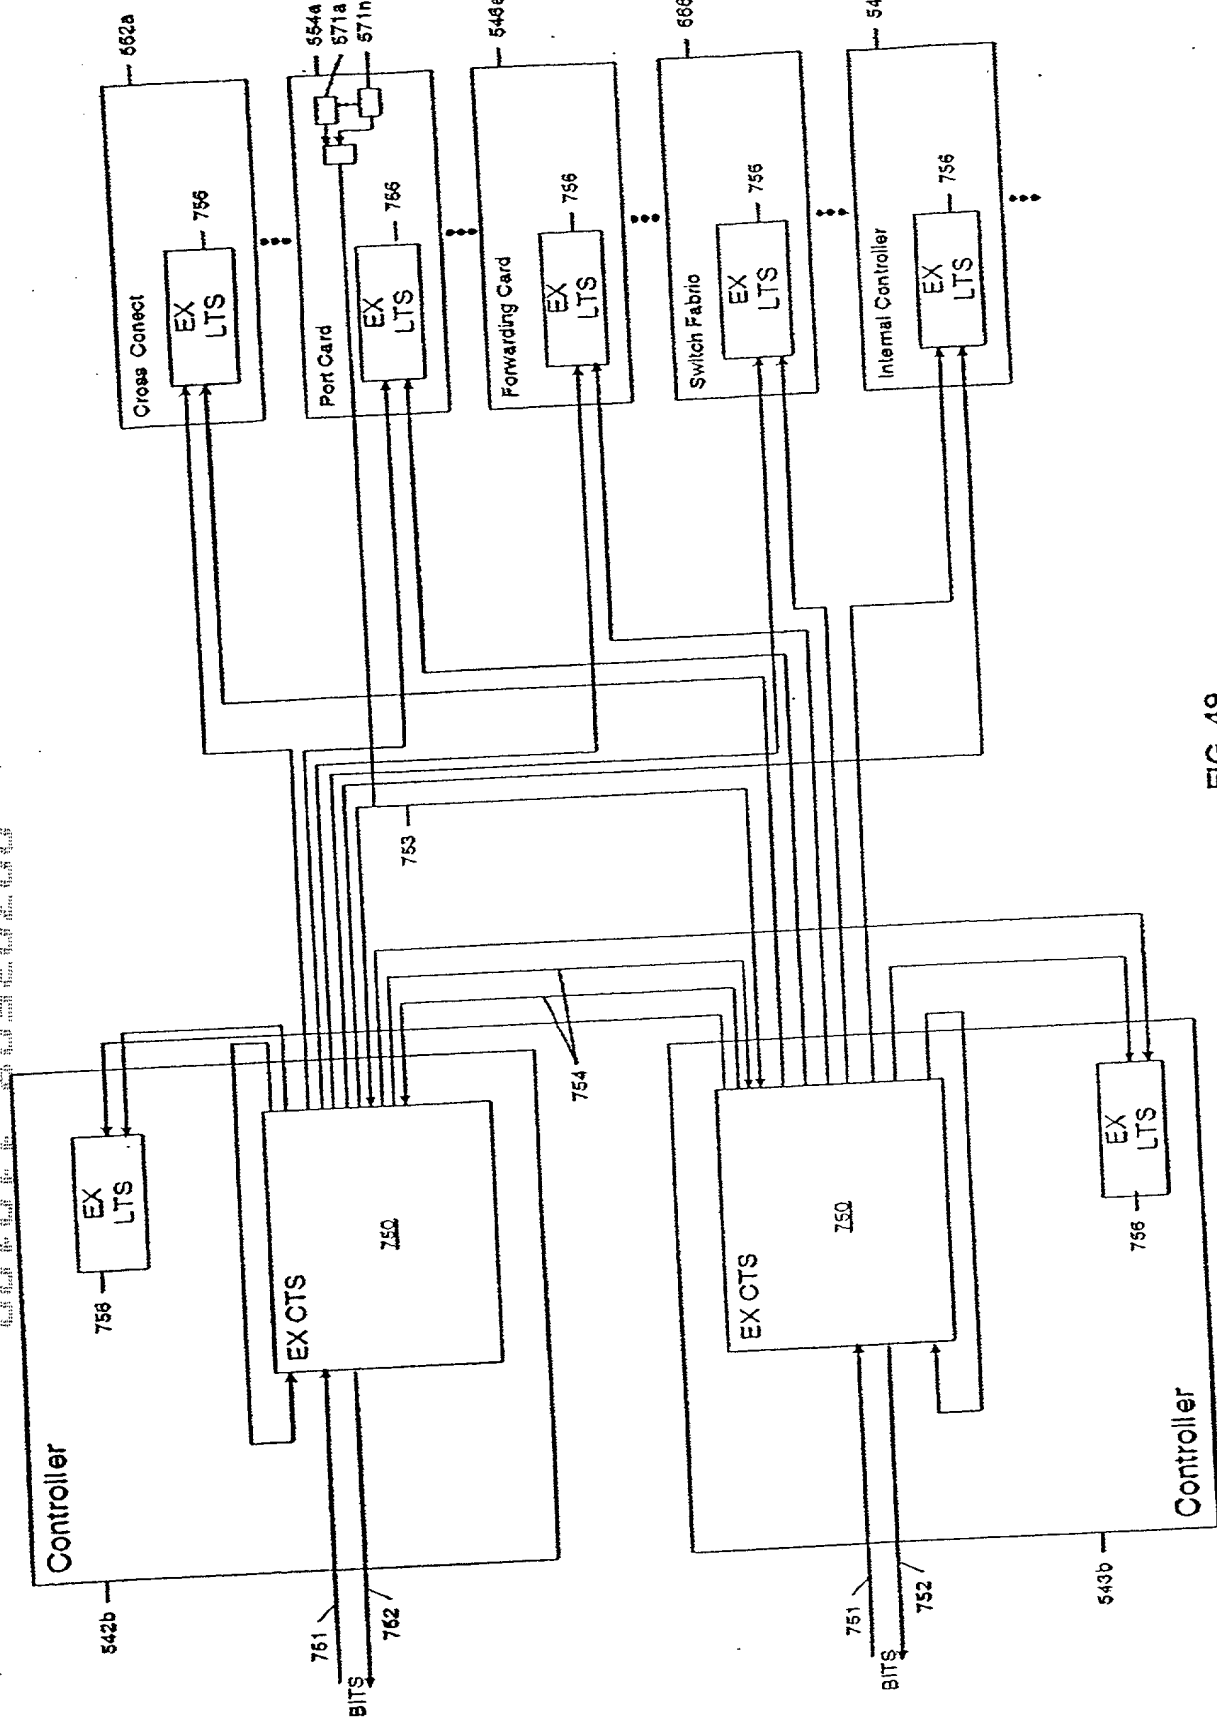 552a
554a
571a
571n
Cross Conect
EX
LTS
756
Port Card
EX
LTS
756
Forwarding Card
EX
LTS
756
Switch Fabric
EX
LTS
756
Internal Controller
EX
LTS
756
753
754
Controller
EX
LTS
756
EX CTS
750
542b
751
752
BITS
Controller
EX
LTS
756
EX CTS
750
543b
751
752
BITS